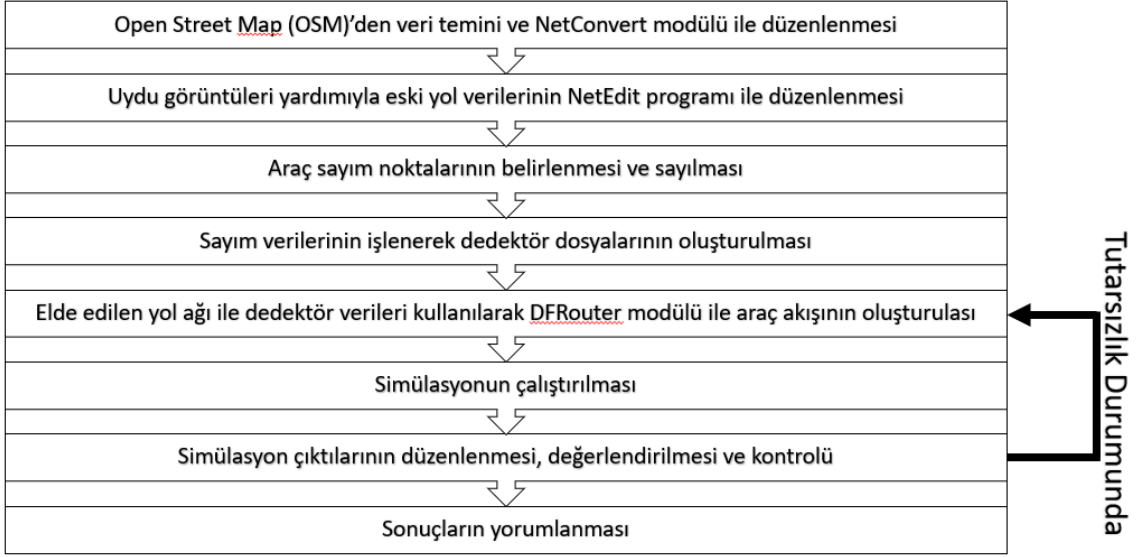 Open Street Map (OSM)’den veri temini ve NetConvert modülü ile düzenlenmesi
Uydu görüntüleri yardımıyla eski yol verilerinin NetEdit programı ile düzenlenmesi
Araç sayım noktalarının belirlenmesi ve sayılması
Sayım verilerinin işlenerek dedektör dosyalarının oluşturulması
Elde edilen yol ağı ile dedektör verileri kullanılarak DFRouter modülü ile araç akışının oluşturulası
Simülasyonun çalıştırılması
Simülasyon çıktılarının düzenlenmesi, değerlendirilmesi ve kontrolü
Sonuçların yorumlanması
Tutarsızlık Durumunda